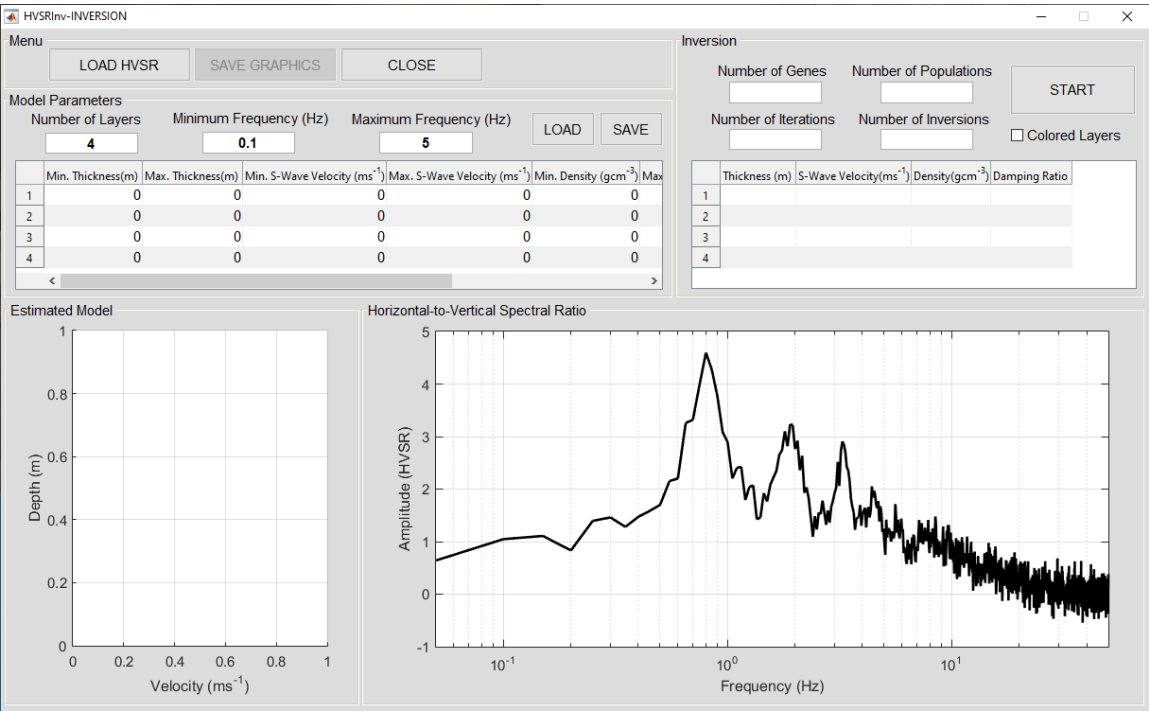 HVSRInv-INVERSION
Menu
LOAD HVSR SAVE GRAPHICS CLOSE
Model Parameters
Number of Layers Minimum Frequency (Hz) Maximum Frequency (Hz)
4 0.1 5 LOAD SAVE
Min. Thickness(m) Max. Thickness(m) Min. S-Wave Velocity (ms-1) Max. S-Wave Velocity (ms-1) Min. Density (gcm-3) Max
1 0 0 0 0 0
2 0 0 0 0 0
3 0 0 0 0 0
4 0 0 0 0 0
Inversion
Number of Genes Number of Populations
START
Number of Iterations Number of Inversions
Colored Layers
Thickness (m) S-Wave Velocity(ms-1) Density(gcm-3) Damping Ratio
1
2
3
4
Estimated Model
1
0.8
0.6
0.4
0.2
0
Depth (m)
0 0.2 0.4 0.6 0.8 1
Velocity (ms-1)
Horizontal-to-Vertical Spectral Ratio
5
4
3
2
1
0
-1
Amplitude (HVSR)
10-1 100 101
Frequency (Hz)